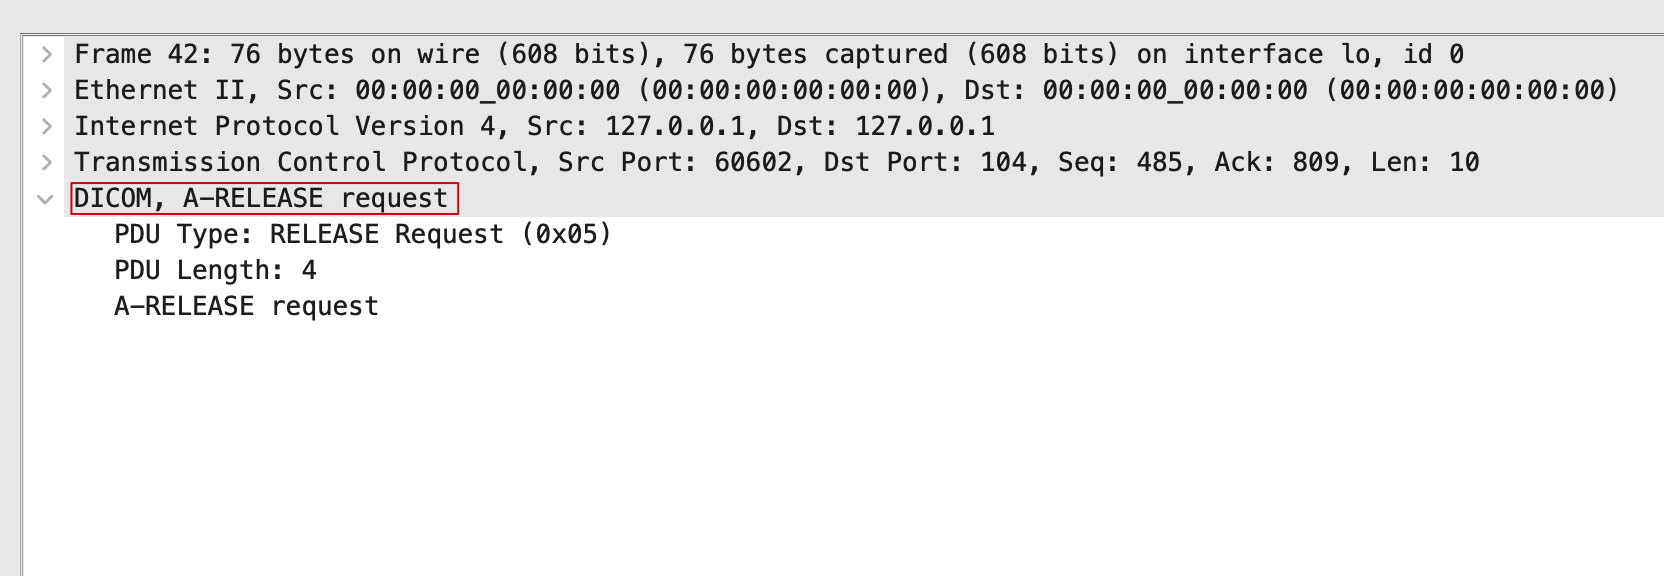 Frame 42: 76 bytes on wire (608 bits), 76 bytes captured (608 bits) on interface lo, id 0
Ethernet II, Src: 00:00:00_00:00:00 (00:00:00:00:00:00), Dst: 00:00:00_00:00:00 (00:00:00:00:00:00)
Internet Protocol Version 4, Src: 127.0.0.1, Dst: 127.0.0.1
Transmission Control Protocol, Src Port: 60602, Dst Port: 104, Seq: 485, Ack: 809, Len: 10
DICOM, A-RELEASE request
PDU Type: RELEASE Request (0x05)
PDU Length: 4
A-RELEASE request